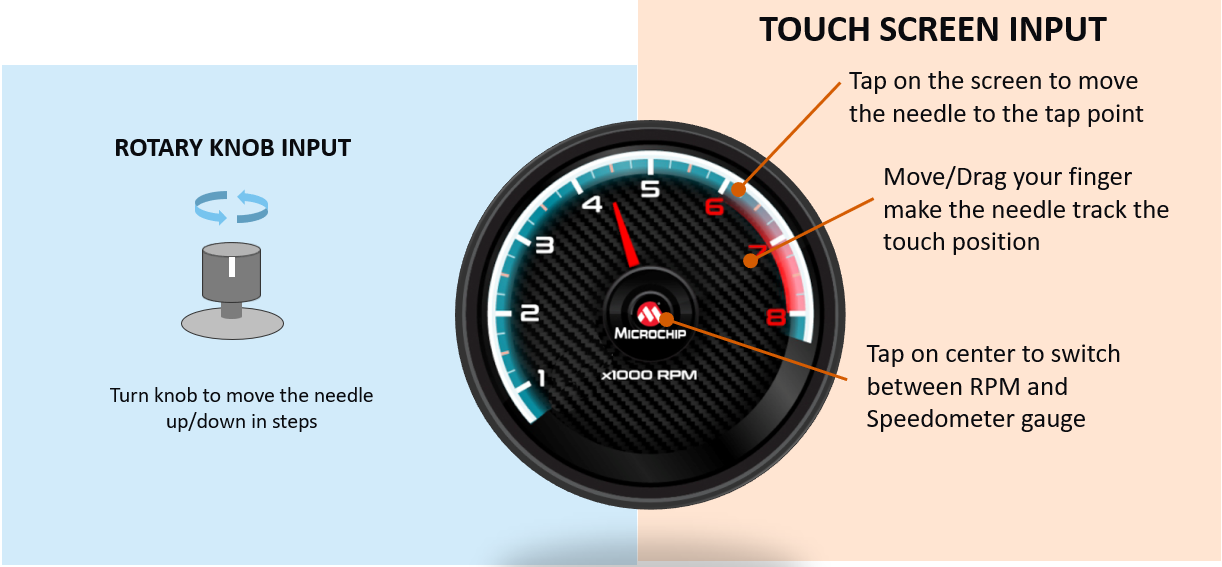 TOUCH SCREEN INPUT
Tap on the screen to move
the needle to the tap point
Move/Drag your finger
make the needle track the
touch position
Tap on center to switch
between RPM and
Speedometer gauge
ROTARY KNOB INPUT
Turn knob to move the needle
up/down in steps
1
2
3
4
5
6
7
8
MICROCHIP
x1000 RPM